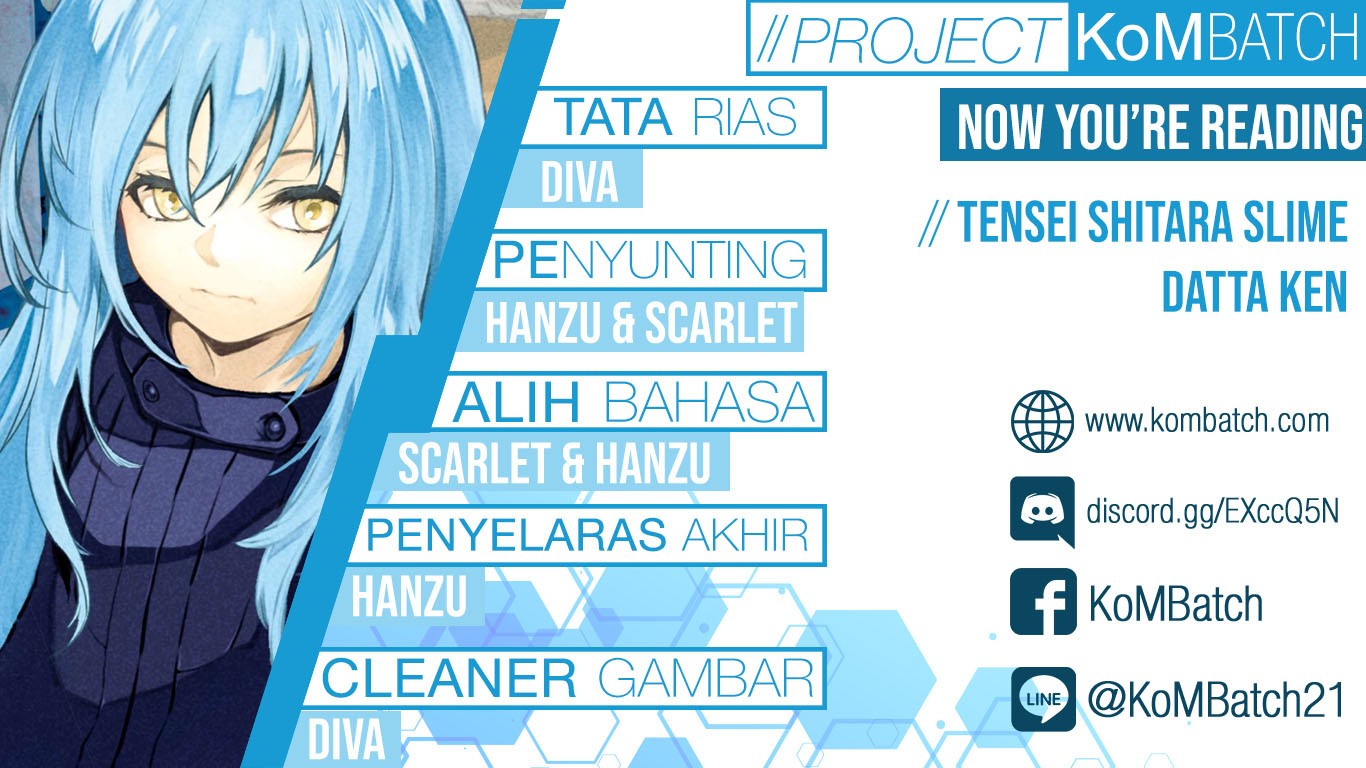 //PROJECT KoMBATCH
NOW YOU'RE READING
// TENSEI SHITARA SLIME
DATTA KEN
TATA RIAS
DIVA
PENYUNTING
HANZU & SCARLET
ALIH BAHASA
SCARLET & HANZU
PENYELARAS AKHIR
HANZU
CLEANER GAMBAR
DIVA
www.kombatch.com
discord.gg/EXccQ5N
KoMBatch
LINE @KoMBatch21